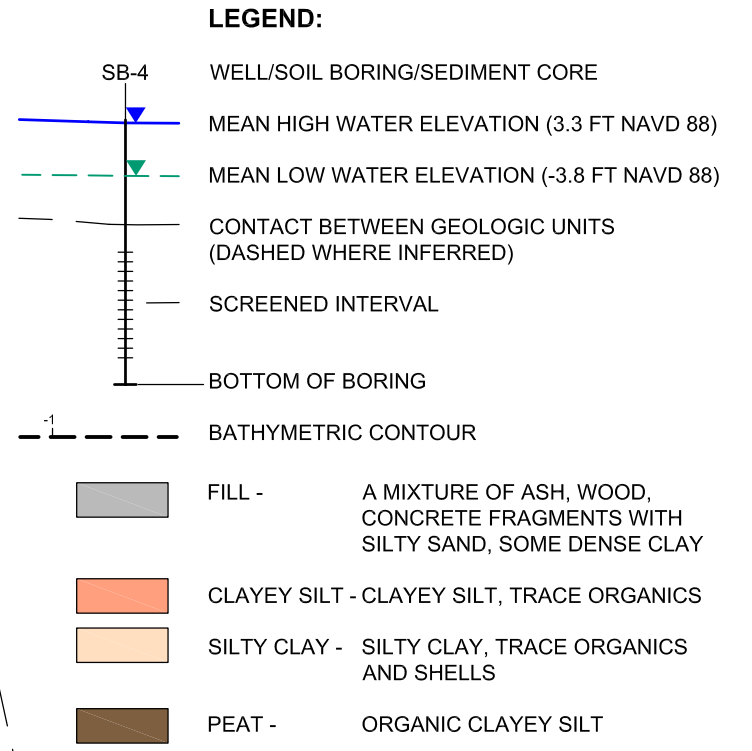 LEGEND:
SB-4 WELL/SOIL BORING/SEDIMENT CORE
MEAN HIGH WATER ELEVATION (3.3 FT NAVD 88)
MEAN LOW WATER ELEVATION (-3.8 FT NAVD 88)
CONTACT BETWEEN GEOLOGIC UNITS
(DASHED WHERE INFERRED)
SCREENED INTERVAL
BOTTOM OF BORING
-1
BATHYMETRIC CONTOUR
FILL - A MIXTURE OF ASH, WOOD,
CONCRETE FRAGMENTS WITH
SILTY SAND, SOME DENSE CLAY
CLAYEY SILT - CLAYEY SILT, TRACE ORGANICS
SILTY CLAY - SILTY CLAY, TRACE ORGANICS
AND SHELLS
PEAT - ORGANIC CLAYEY SILT